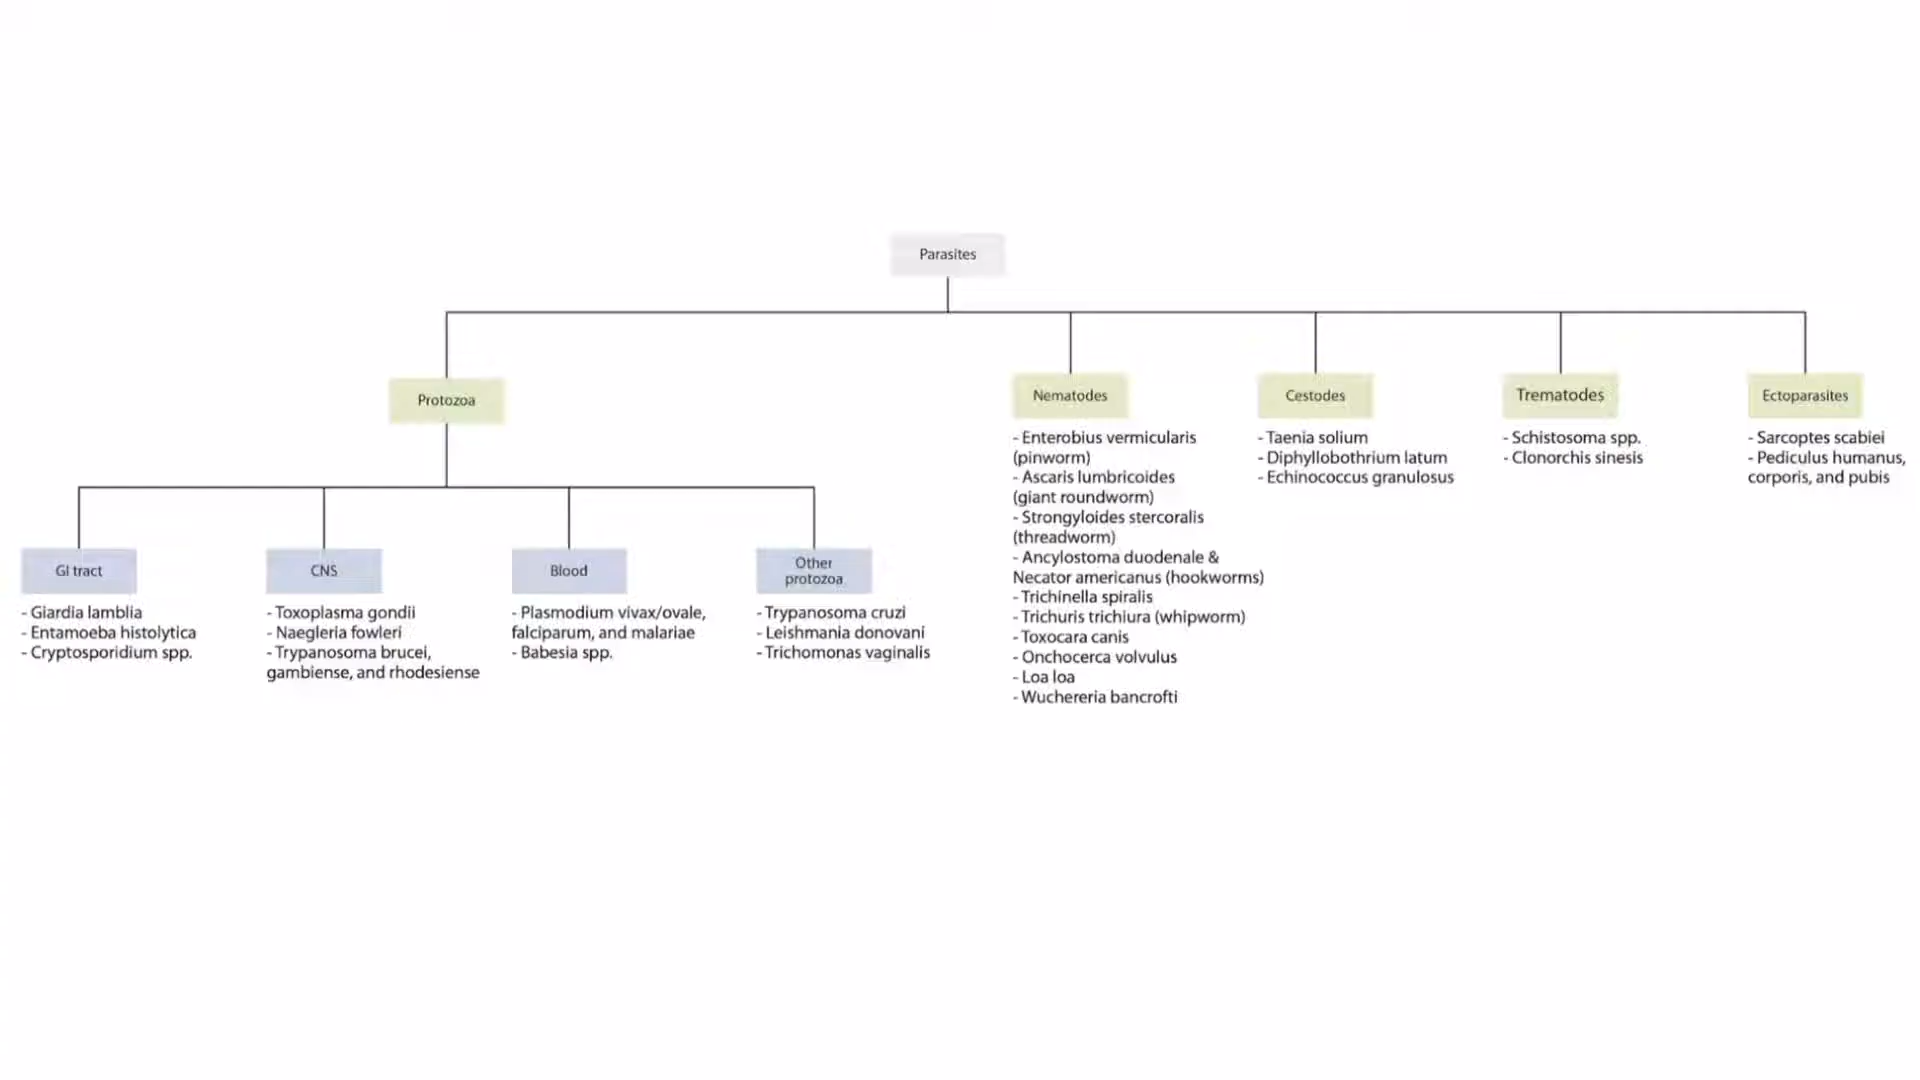 Parasites
Protozoa
Nematodes
Cestodes
Trematodes
Ectoparasites
GI tract
- Giardia lamblia
- Entamoeba histolytica
- Cryptosporidium spp.
CNS
- Toxoplasma gondii
- Naegleria fowleri
- Trypanosoma brucei,
gambiense, and rhodesiense
Blood
- Plasmodium vivax/ovale,
falciparum, and malariae
- Babesia spp.
Other
protozoa
- Trypanosoma cruzi
- Leishmania donovani
- Trichomonas vaginalis
- Enterobius vermicularis
(pinworm)
- Ascaris lumbricoides
(giant roundworm)
- Strongyloides stercoralis
(threadworm)
- Ancylostoma duodenale &
Necator americanus (hookworms)
- Trichinella spiralis
- Trichuris trichiura (whipworm)
- Toxocara canis
- Onchocerca volvulus
- Loa loa
- Wuchereria bancrofti
- Taenia solium
- Diphyllobothrium latum
- Echinococcus granulosus
- Schistosoma spp.
- Clonorchis sinesis
- Sarcoptes scabiei
- Pediculus humanus,
corporis, and pubis